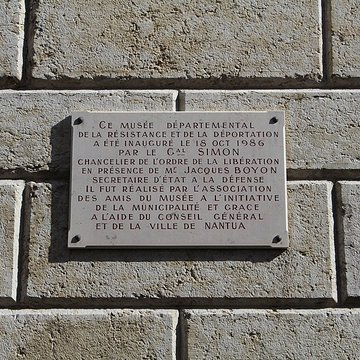 CE MUSÉE DÉPARTEMENTAL
DE LA RÉSISTANCE ET DE LA DÉPORTATION
A ÉTÉ INAUGURÉ LE 18 OCT 1986
PAR LE GAL SIMON
CHANCELIER DE L'ORDRE DE LA LIBÉRATION
EN PRÉSENCE DE MR JACQUES BOYON
SECRETAIRE D'ÉTAT A LA DÉFENSE
IL FUT RÉALISÉ PAR L'ASSOCIATION
DES AMIS DU MUSÉE A L'INITIATIVE
DE LA MUNICIPALITÉ ET GRACE
A L'AIDE DU CONSEIL GÉNÉRAL
ET DE LA VILLE DE NANTUA